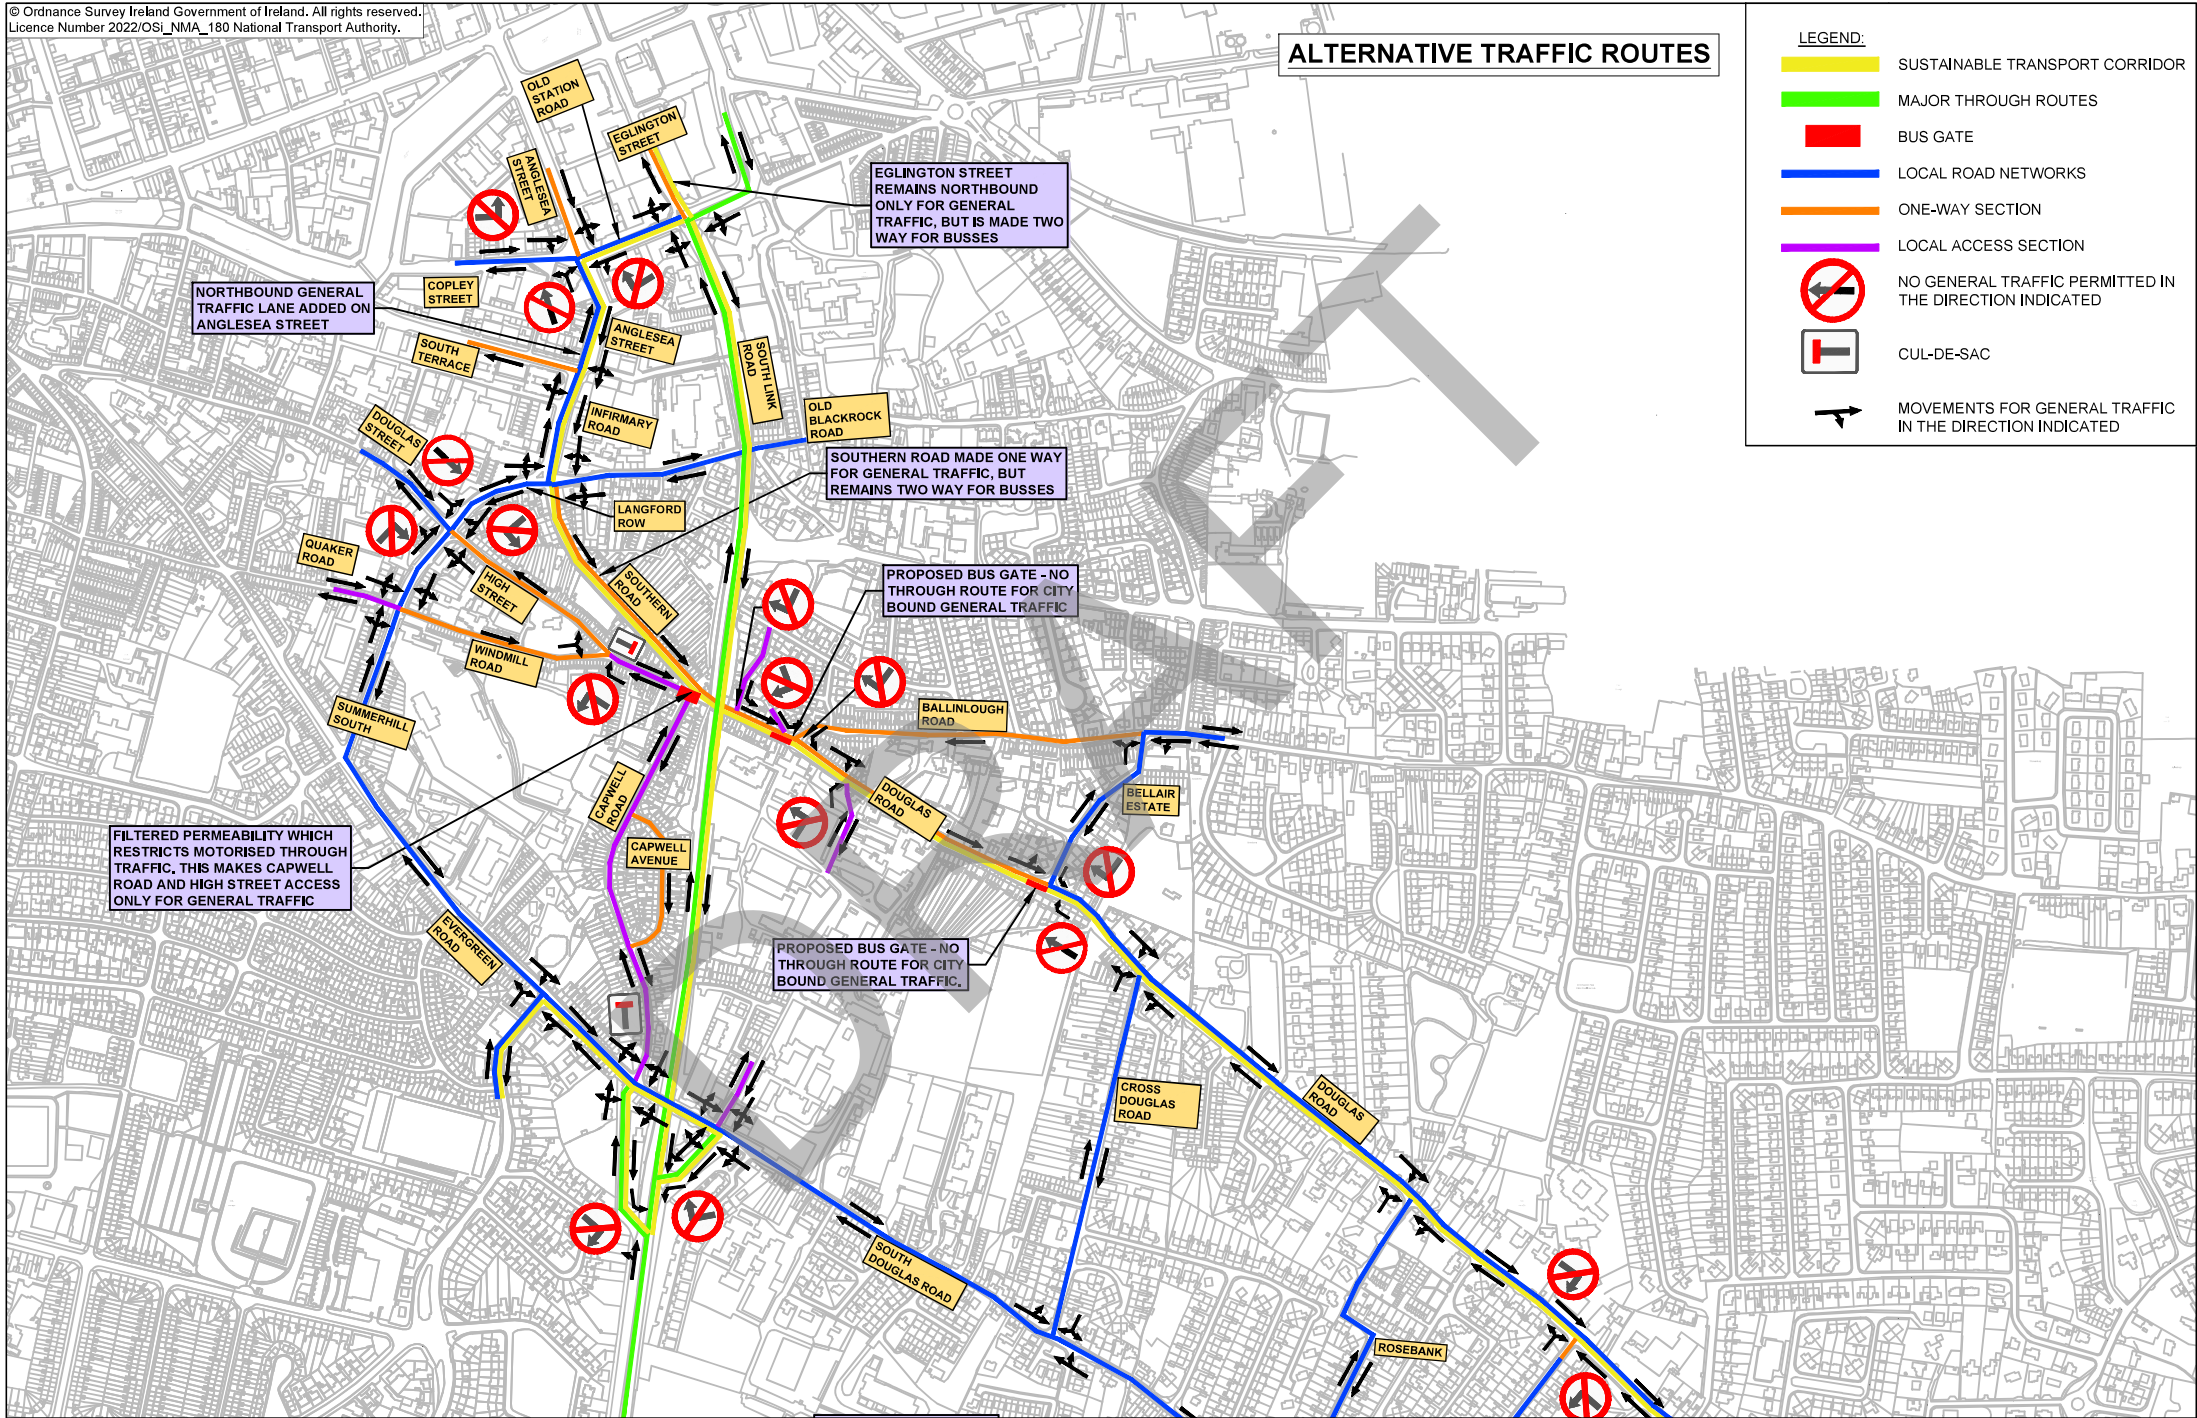 © Ordnance Survey Ireland Government of Ireland. All rights reserved.
Licence Number 2022/OSi_NMA_180 National Transport Authority.
ALTERNATIVE TRAFFIC ROUTES
LEGEND:
SUSTAINABLE TRANSPORT CORRIDOR
MAJOR THROUGH ROUTES
BUS GATE
LOCAL ROAD NETWORKS
ONE-WAY SECTION
LOCAL ACCESS SECTION
NO GENERAL TRAFFIC PERMITTED IN
THE DIRECTION INDICATED
CUL-DE-SAC
MOVEMENTS FOR GENERAL TRAFFIC
IN THE DIRECTION INDICATED
OLD
STATION
ROAD
EGLINGTON
STREET
ANGLESEA
STREET
EGLINGTON STREET
REMAINS NORTHBOUND
ONLY FOR GENERAL
TRAFFIC, BUT IS MADE TWO
WAY FOR BUSSES
COPLEY
STREET
NORTHBOUND GENERAL
TRAFFIC LANE ADDED ON
ANGLESEA STREET
ANGLESEA
STREET
SOUTH
TERRACE
SOUTH LINK
ROAD
OLD
BLACKROCK
ROAD
INFIRMARY
ROAD
DOUGLAS
STREET
SOUTHERN ROAD MADE ONE WAY
FOR GENERAL TRAFFIC, BUT
REMAINS TWO WAY FOR BUSSES
LANGFORD
ROW
QUAKER
ROAD
HIGH
STREET
SOUTHERN
ROAD
PROPOSED BUS GATE - NO
THROUGH ROUTE FOR CITY
BOUND GENERAL TRAFFIC
WINDMILL
ROAD
SUMMERHILL
SOUTH
BALLINLOUGH
ROAD
CAPWELL
ROAD
DOUGLAS
ROAD
BELLAIR
ESTATE
FILTERED PERMEABILITY WHICH
RESTRICTS MOTORISED THROUGH
TRAFFIC. THIS MAKES CAPWELL
ROAD AND HIGH STREET ACCESS
ONLY FOR GENERAL TRAFFIC
CAPWELL
AVENUE
EVERGREEN
ROAD
PROPOSED BUS GATE - NO
THROUGH ROUTE FOR CITY
BOUND GENERAL TRAFFIC.
CROSS
DOUGLAS
ROAD
DOUGLAS
ROAD
SOUTH
DOUGLAS ROAD
ROSEBANK
DRAFT